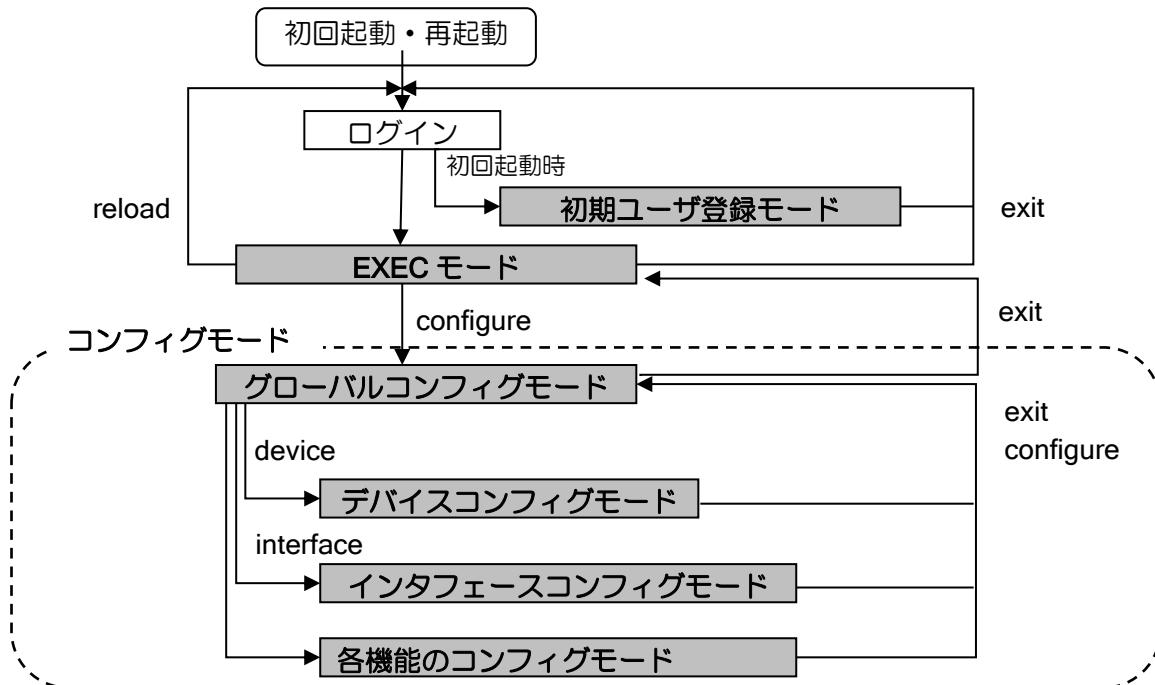 初回起動・再起動
ログイン
初回起動時
reload
初期ユーザ登録モード
exit
EXEC モード
configure
exit
コンフィグモード
グローバルコンフィグモード
exit
configure
device
デバイスコンフィグモード
interface
インタフェースコンフィグモード
各機能のコンフィグモード